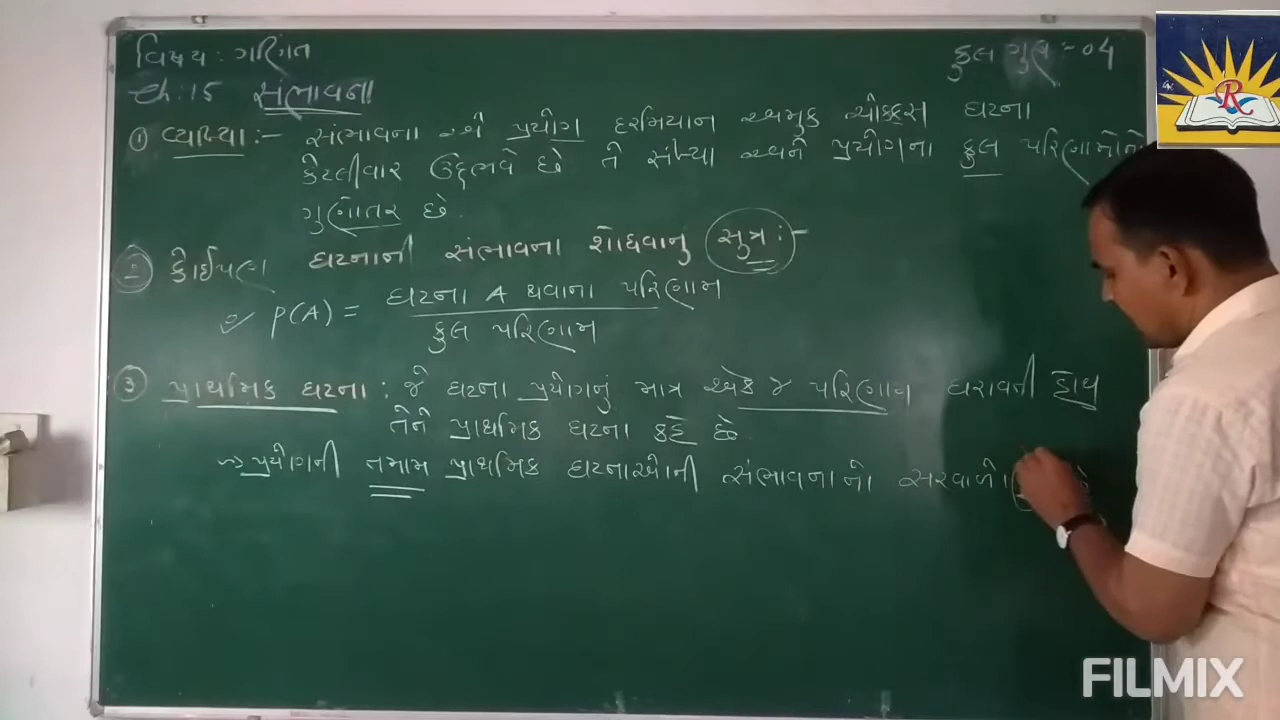 વિષય : ગણિત
કુલ ગુણ :- 04
Ch : 15 સંભાવના
① વ્યાખ્યા :- સંભાવના એ પ્રયોગ દરમિયાન અમુક ચોક્કસ ઘટના
કેટલીવાર ઉદ્દભવે છે તે સંખ્યા અને પ્રયોગના કુલ પરિણામોનો
ગુણોતર છે.
② કોઈપણ ઘટનાની સંભાવના શોધવાનું સુત્ર :-
P(A) = ઘટના A થવાના પરિણામ
કુલ પરિણામ
③ પ્રાથમિક ઘટના : જે ઘટના પ્રયોગનું માત્ર એક જ પરિણામ ધરાવતી હોય
તેને પ્રાથમિક ઘટના કહે છે.
→ પ્રયોગની તમામ પ્રાથમિક ઘટનાઓની સંભાવનાનો સરવાળો
R
FILMIX